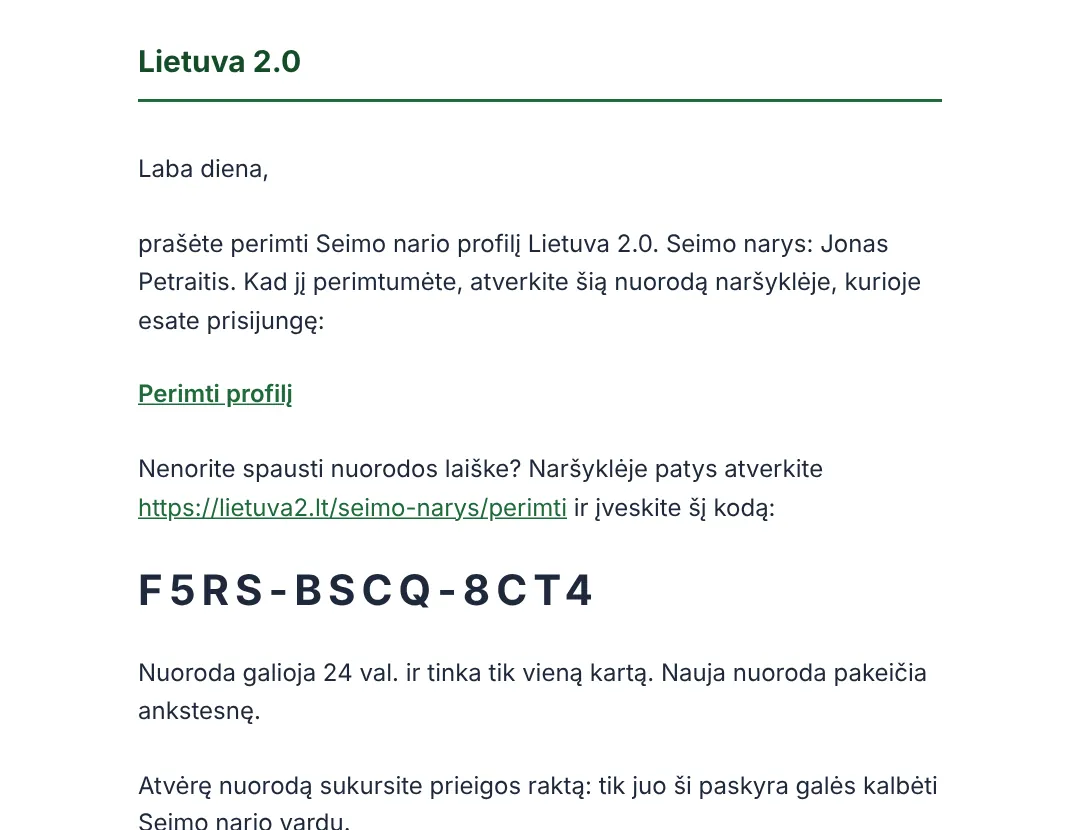 Lietuva 2.0
Laba diena,
prašėte perimti Seimo nario profilį Lietuva 2.0. Seimo narys: Jonas
Petraitis. Kad jį perimtumėte, atverkite šią nuorodą naršyklėje, kurioje
esate prisijungę:
Perimti profilį
Nenorite spausti nuorodos laiške? Naršyklėje patys atverkite
https://lietuva2.lt/seimo-narys/perimti ir įveskite šį kodą:
F5RS-BSCQ-8CT4
Nuoroda galioja 24 val. ir tinka tik vieną kartą. Nauja nuoroda pakeičia
ankstesnę.
Atvėrę nuorodą sukursite prieigos raktą: tik juo ši paskyra galės kalbėti
Seimo nario vardu.